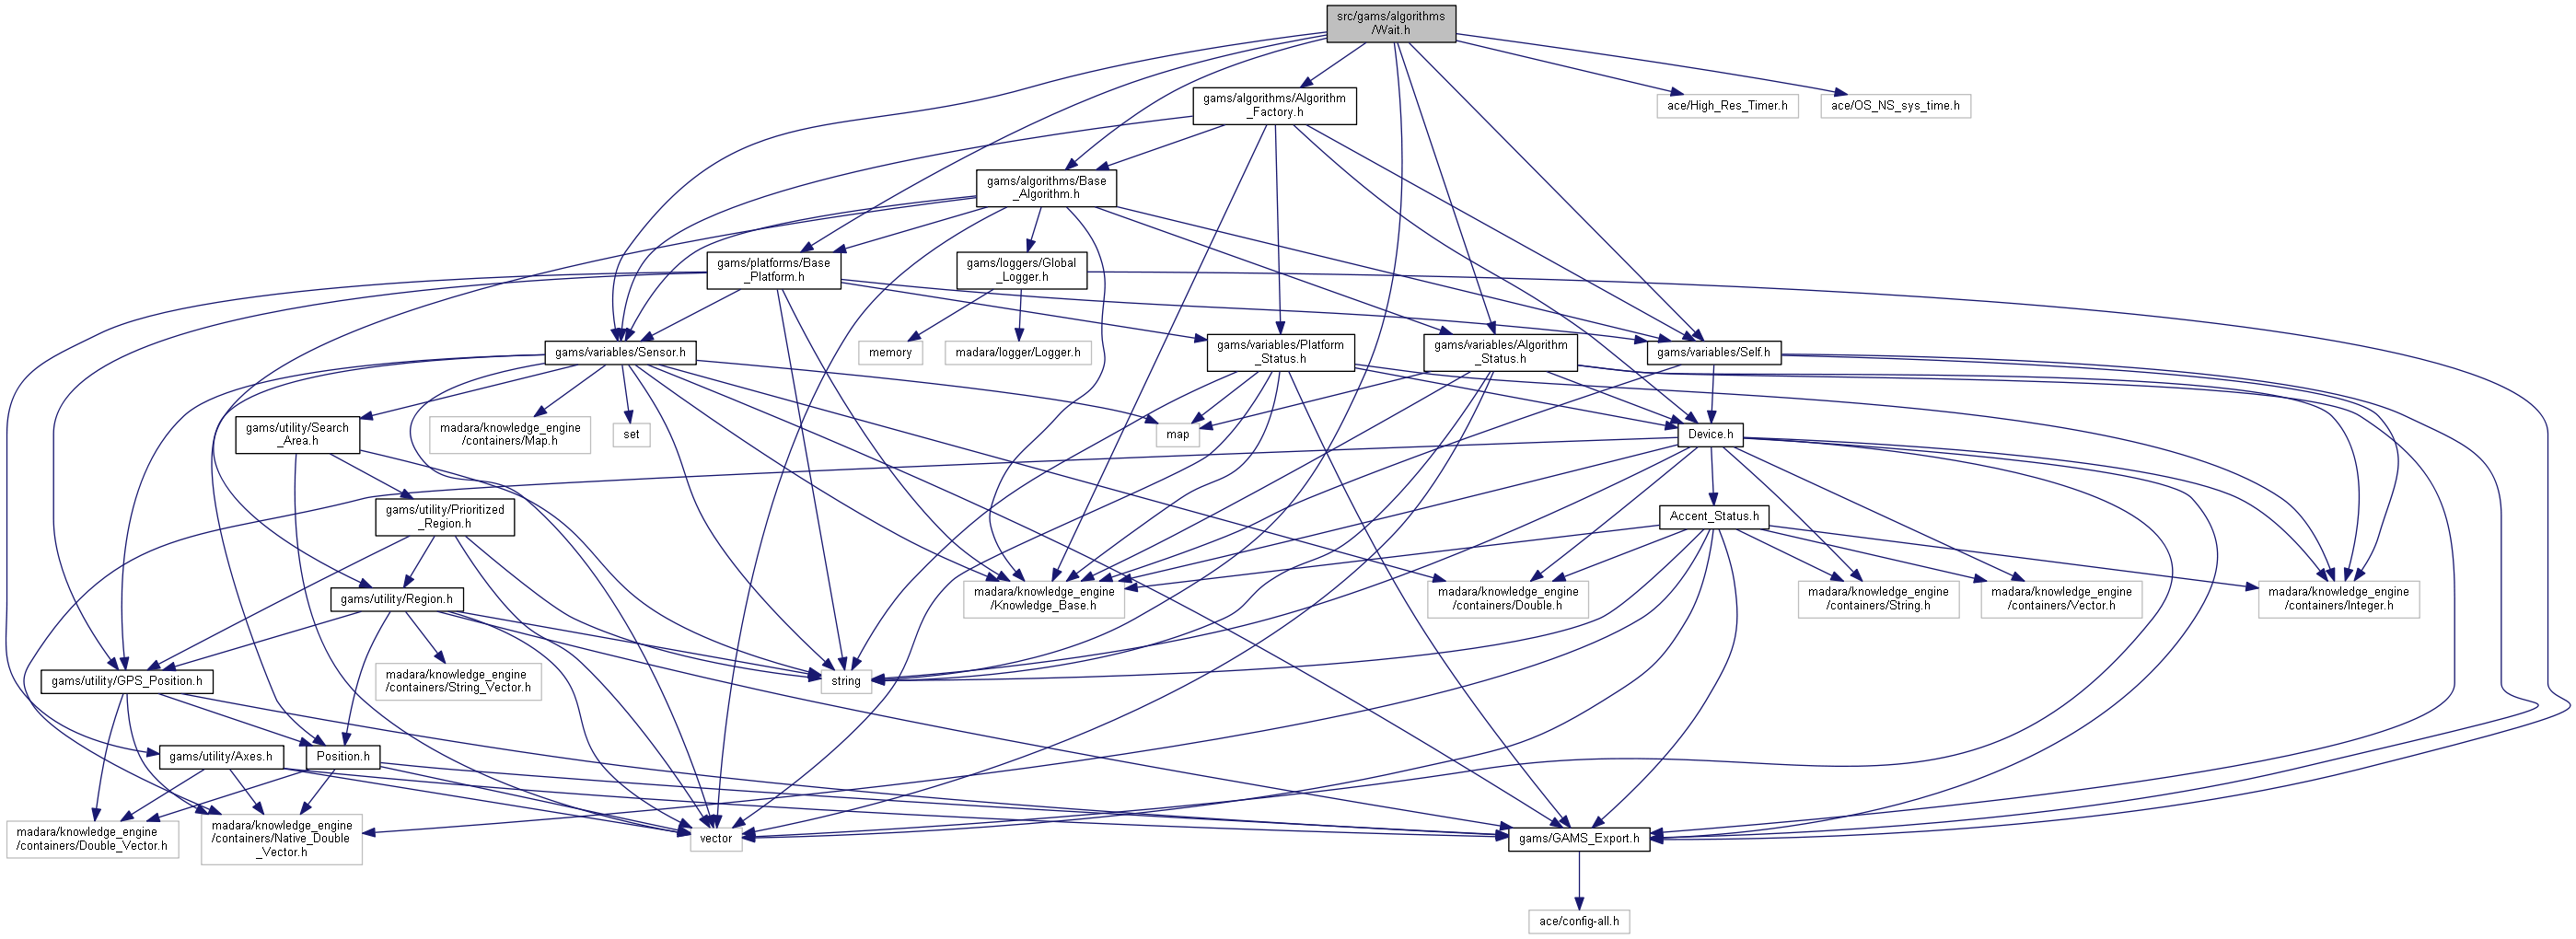 src/gams/algorithms
/Wait.h
gams/algorithms/Algorithm
_Factory.h
ace/High_Res_Timer.h
ace/OS_NS_sys_time.h
gams/algorithms/Base
_Algorithm.h
gams/platforms/Base
_Platform.h
gams/loggers/Global
_Logger.h
gams/variables/Sensor.h
memory
madara/logger/Logger.h
gams/variables/Platform
_Status.h
gams/variables/Algorithm
_Status.h
gams/variables/Self.h
gams/utility/Search
_Area.h
madara/knowledge_engine
/containers/Map.h
set
map
Device.h
gams/utility/Prioritized
_Region.h
Accent_Status.h
gams/utility/Region.h
madara/knowledge_engine
/Knowledge_Base.h
madara/knowledge_engine
/containers/Double.h
madara/knowledge_engine
/containers/String.h
madara/knowledge_engine
/containers/Vector.h
madara/knowledge_engine
/containers/Integer.h
gams/utility/GPS_Position.h
madara/knowledge_engine
/containers/String_Vector.h
string
gams/utility/Axes.h
Position.h
madara/knowledge_engine
/containers/Double_Vector.h
madara/knowledge_engine
/containers/Native_Double
_Vector.h
vector
gams/GAMS_Export.h
ace/config-all.h